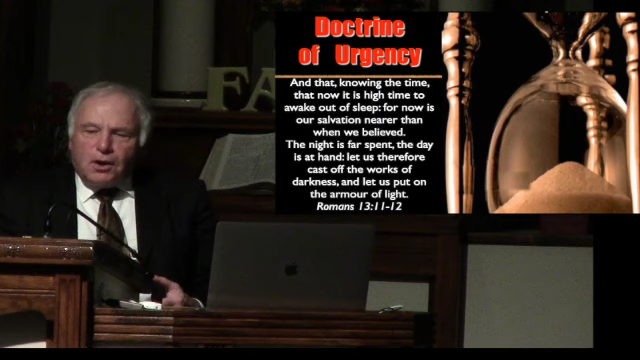 Doctrine
of Urgency
And that, knowing the time,
that now it is high time to
awake out of sleep: for now is
our salvation nearer than
when we believed.
The night is far spent, the day
is at hand: let us therefore
cast off the works of
darkness, and let us put on
the armour of light.
Romans 13:11-12
FA